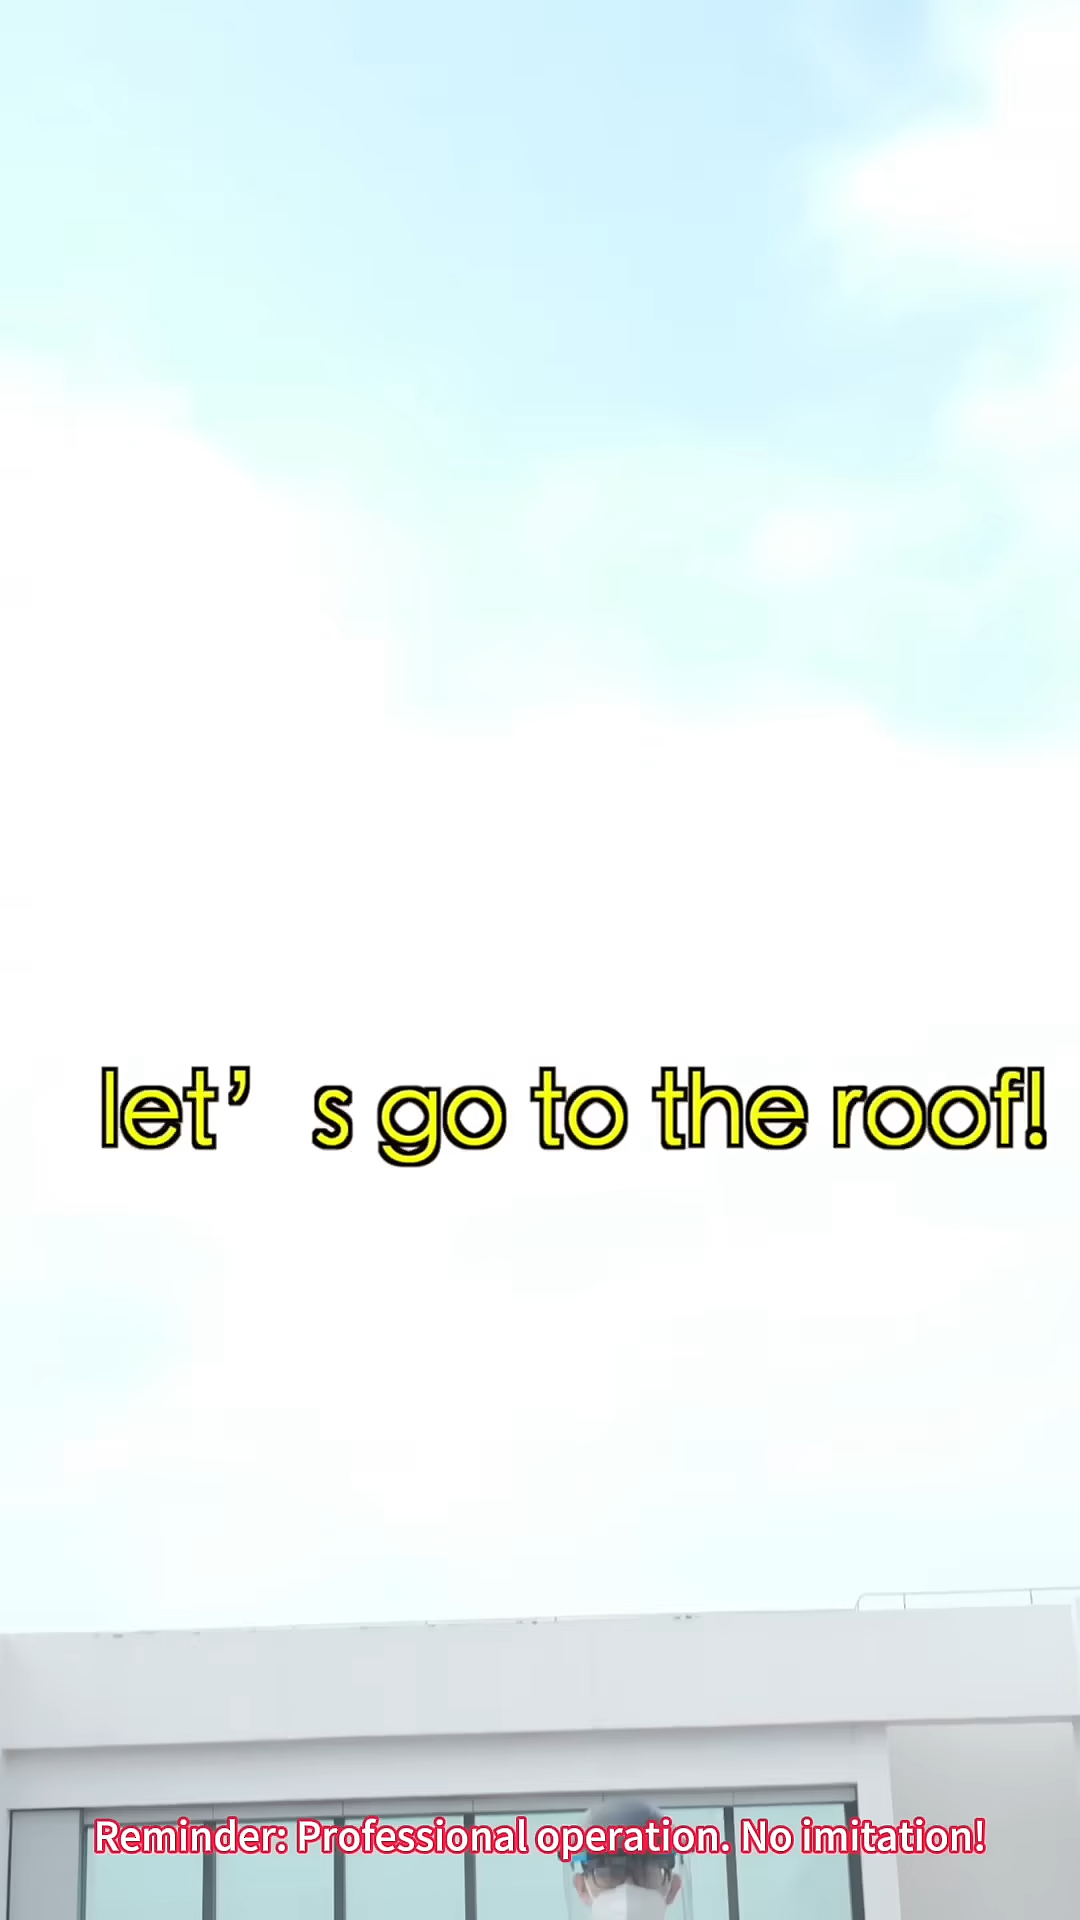 let’s go to the roof!
Reminder: Professional operation. No imitation!